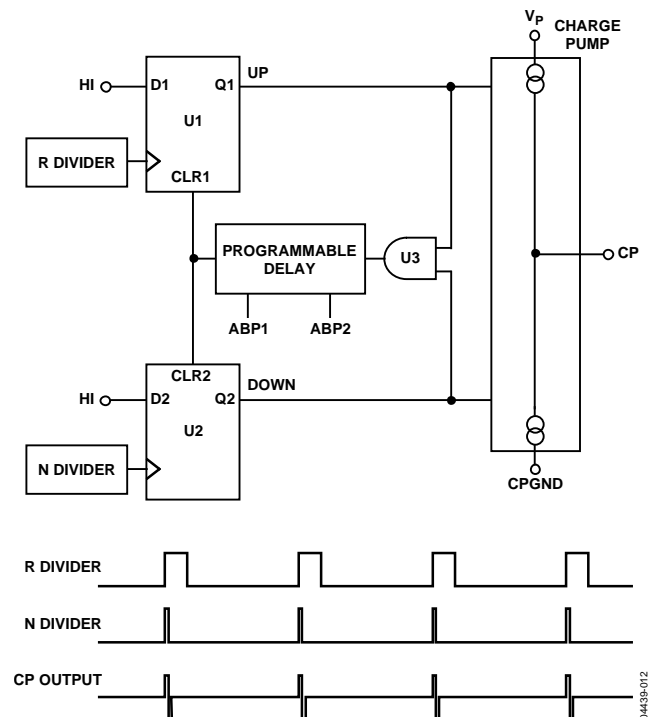 VP
CHARGE
PUMP
HI
D1
Q1
UP
U1
R DIVIDER
CLR1
PROGRAMMABLE
DELAY
U3
CP
ABP1
ABP2
CLR2
DOWN
HI
D2
Q2
U2
N DIVIDER
CPGND
R DIVIDER
N DIVIDER
CP OUTPUT
04439-012